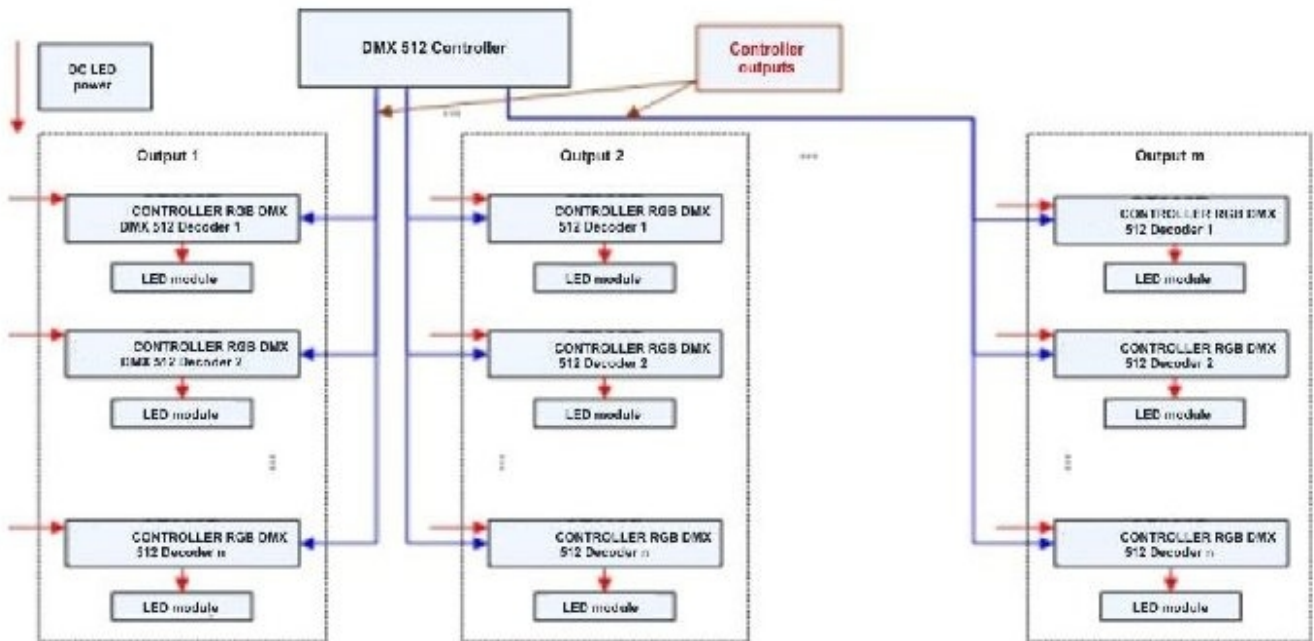 DMX 512 Controller
Controller
outputs
DC LED
power
Output 1
CONTROLLER RGB DMX
DMX 512 Decoder 1
LED module
CONTROLLER RGB DMX
DMX 512 Decoder 2
LED module
CONTROLLER RGB DMX
512 Decoder n
LED module
Output 2
CONTROLLER RGB DMX
512 Decoder 1
LED module
CONTROLLER RGB DMX
512 Decoder 2
LED module
CONTROLLER RGB DMX
512 Decoder n
LED module
Output m
CONTROLLER RGB DMX
512 Decoder 1
LED module
CONTROLLER RGB DMX
512 Decoder 2
LED module
CONTROLLER RGB DMX
512 Decoder n
LED module